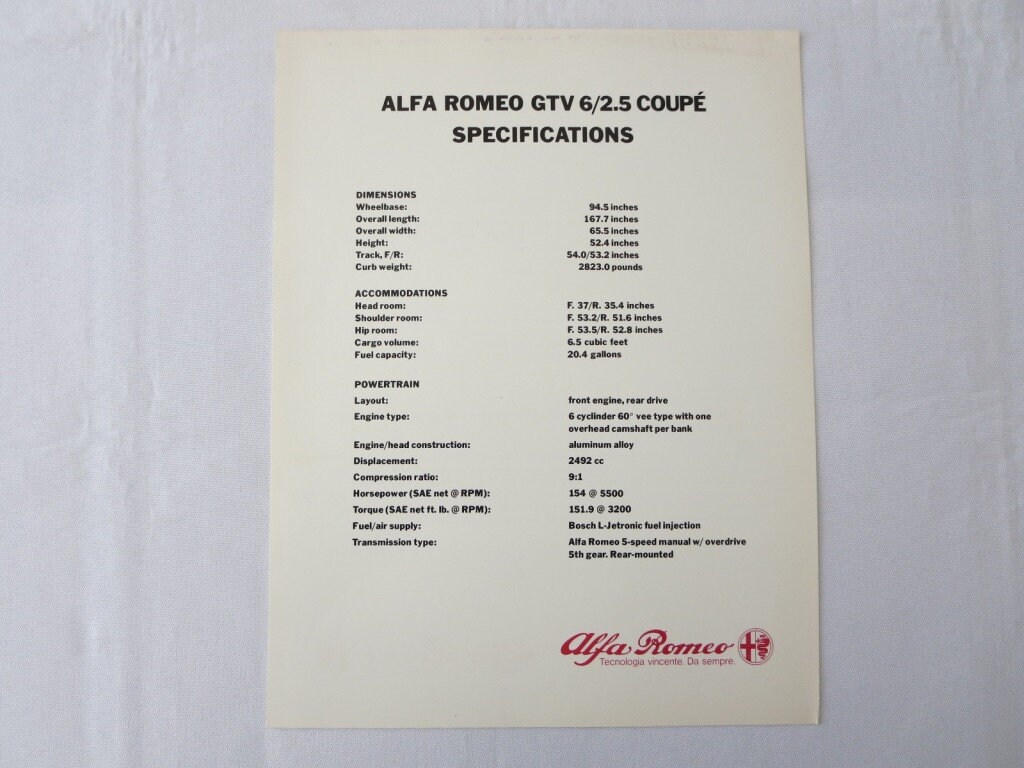 ALFA ROMEO GTV 6/2.5 COUPÉ
SPECIFICATIONS
DIMENSIONS
Wheelbase: 94.5 inches
Overall length: 167.7 inches
Overall width: 65.5 inches
Height: 52.4 inches
Track, F/R: 54.0/53.2 inches
Curb weight: 2823.0 pounds
ACCOMMODATIONS
Head room: F. 37/R. 35.4 inches
Shoulder room: F. 53.2/R. 51.6 inches
Hip room: F. 53.5/R. 52.8 inches
Cargo volume: 6.5 cubic feet
Fuel capacity: 20.4 gallons
POWERTRAIN
Layout: front engine, rear drive
Engine type: 6 cyclinder 60° vee type with one
overhead camshaft per bank
Engine/head construction: aluminum alloy
Displacement: 2492 cc
Compression ratio: 9:1
Horsepower (SAE net @ RPM): 154 @ 5500
Torque (SAE net ft. lb. @ RPM): 151.9 @ 3200
Fuel/air supply: Bosch L-Jetronic fuel injection
Transmission type: Alfa Romeo 5-speed manual w/ overdrive
5th gear. Rear-mounted
Alfa Romeo
Tecnologia vincente. Da sempre.